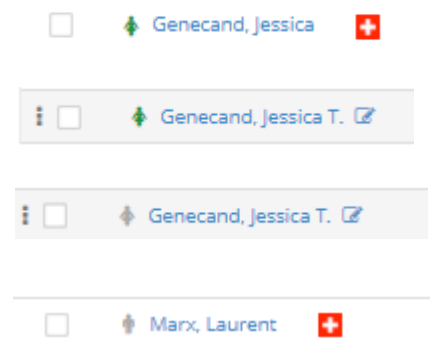 Genecand, Jessica
Genecand, Jessica T.
Genecand, Jessica T.
Marx, Laurent